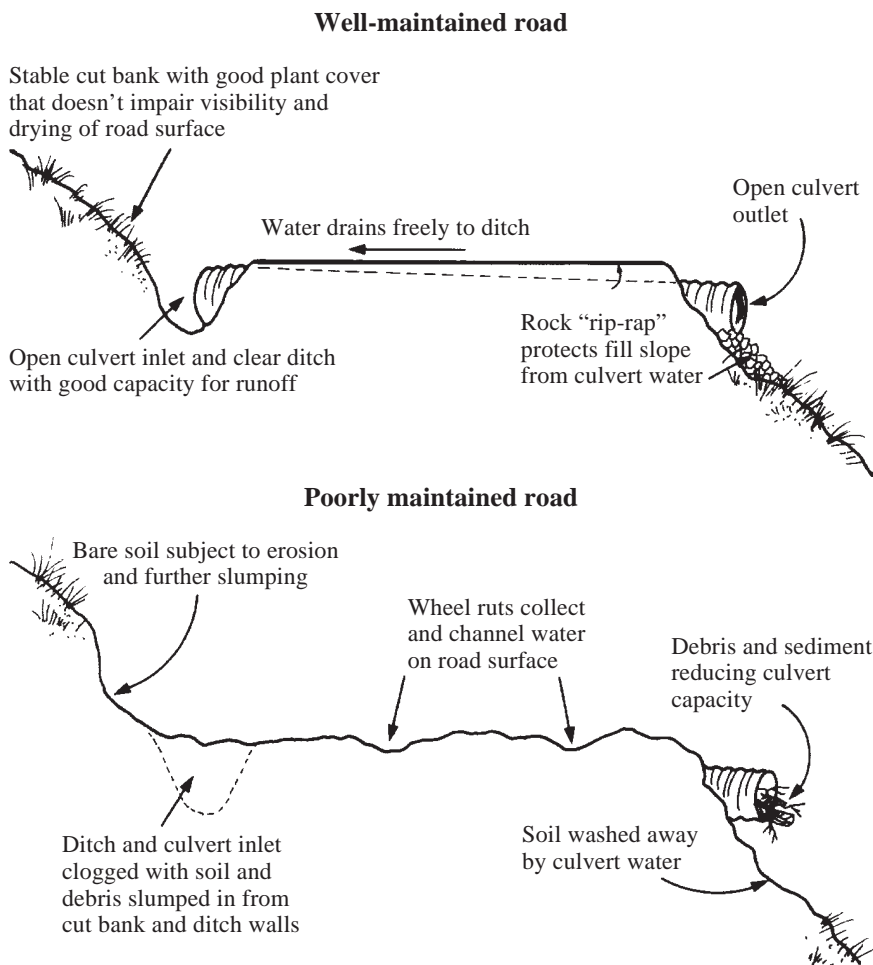 Well-maintained road
Stable cut bank with good plant cover
that doesn't impair visibility and
drying of road surface
Open culvert
outlet
Water drains freely to ditch
Rock “rip-rap”
protects fill slope
from culvert water
Open culvert inlet and clear ditch
with good capacity for runoff
Poorly maintained road
Bare soil subject to erosion
and further slumping
Wheel ruts collect
and channel water
on road surface
Debris and sediment
reducing culvert
capacity
Ditch and culvert inlet
clogged with soil and
debris slumped in from
cut bank and ditch walls
Soil washed away
by culvert water